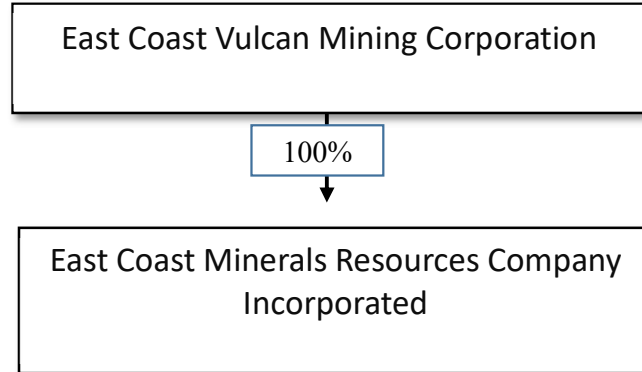 East Coast Vulcan Mining Corporation
100%
East Coast Minerals Resources Company
Incorporated